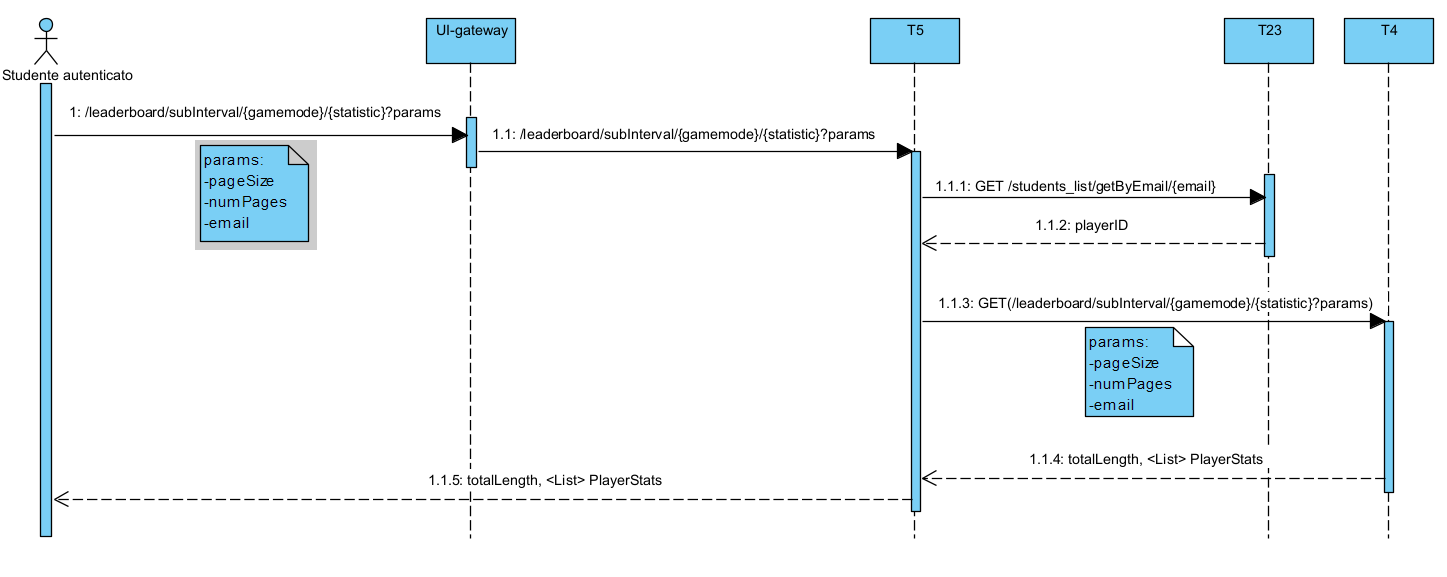 Studente autenticato
UI-gateway
T5
T23
T4
1: /leaderboard/subInterval/{gamemode}/{statistic}?params
params:
-pageSize
-numPages
-email
1.1: /leaderboard/subInterval/{gamemode}/{statistic}?params
1.1.1: GET /students_list/getByEmail/{email}
1.1.2: playerID
1.1.3: GET(/leaderboard/subInterval/{gamemode}/{statistic}?params)
params:
-pageSize
-numPages
-email
1.1.4: totalLength, <List> PlayerStats
1.1.5: totalLength, <List> PlayerStats